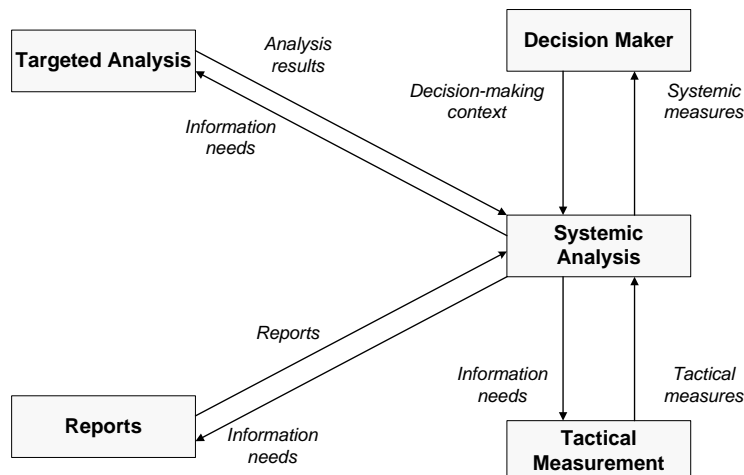 Targeted Analysis
Analysis
results
Information
needs
Decision Maker
Decision-making
context
Systemic
measures
Systemic
Analysis
Reports
Reports
Information
needs
Information
needs
Tactical
measures
Tactical
Measurement